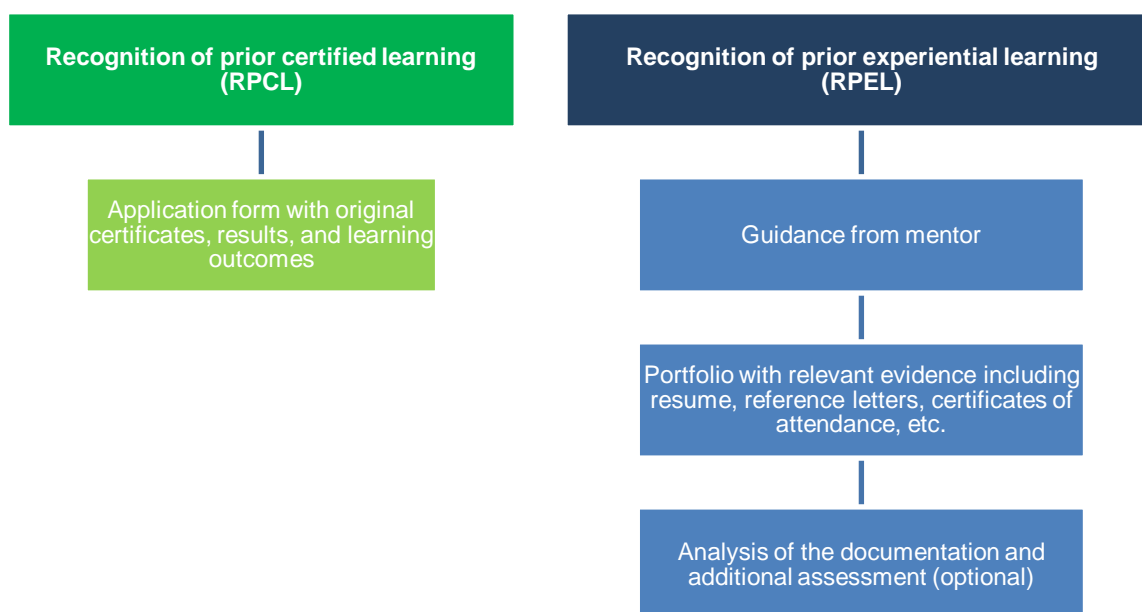 Recognition of prior certified learning
(RPCL)
Application form with original
certificates, results, and learning
outcomes
Recognition of prior experiential learning
(RPEL)
Guidance from mentor
Portfolio with relevant evidence including
resume, reference letters, certificates of
attendance, etc.
Analysis of the documentation and
additional assessment (optional)